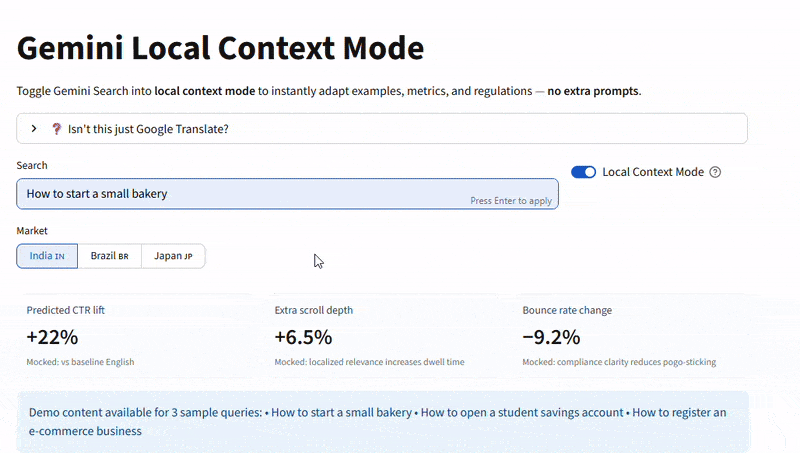 Gemini Local Context Mode
Toggle Gemini Search into local context mode to instantly adapt examples, metrics, and regulations — no extra prompts.
❓ Isn't this just Google Translate?
Search
How to start a small bakery
Press Enter to apply
Local Context Mode
Market
India IN
Brazil BR
Japan JP
Predicted CTR lift
+22%
Mocked: vs baseline English
Extra scroll depth
+6.5%
Mocked: localized relevance increases dwell time
Bounce rate change
−9.2%
Mocked: compliance clarity reduces pogo-sticking
Demo content available for 3 sample queries: • How to start a small bakery • How to open a student savings account • How to register an
e-commerce business